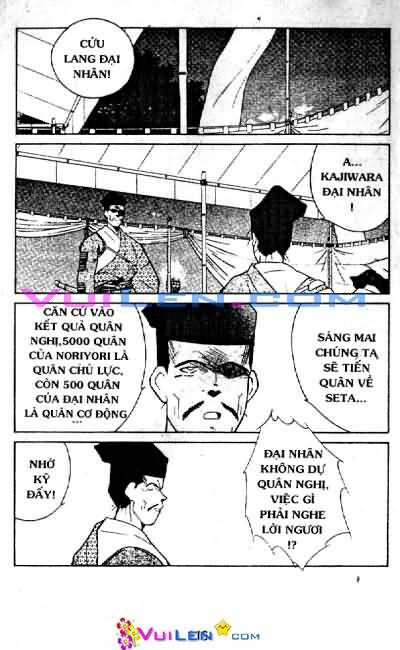 CỬU
LANG ĐẠI
NHÂN!
A...
KAJIWARA
ĐẠI NHÂN
!
VUILEN.COM
SÁNG MAI
CHÚNG TA
SẼ TIẾN
QUÂN VỀ
SETA...
CĂN CỨ VÀO
KẾT QUẢ QUÂN
NGHỊ,5000 QUÂN
CỦA NORIYORI LÀ
QUÂN CHỦ LỰC,
CÒN 500 QUÂN
CỦA ĐẠI NHÂN
LÀ QUÂN CƠ ĐỘNG
...
ĐẠI NHÂN
KHÔNG DỰ
QUÂN NGHỊ,
VIỆC GÌ
PHẢI NGHE
LỜI NGƯƠI
!?
NHỚ
KỸ
ĐẤY!
VUILEN.COM